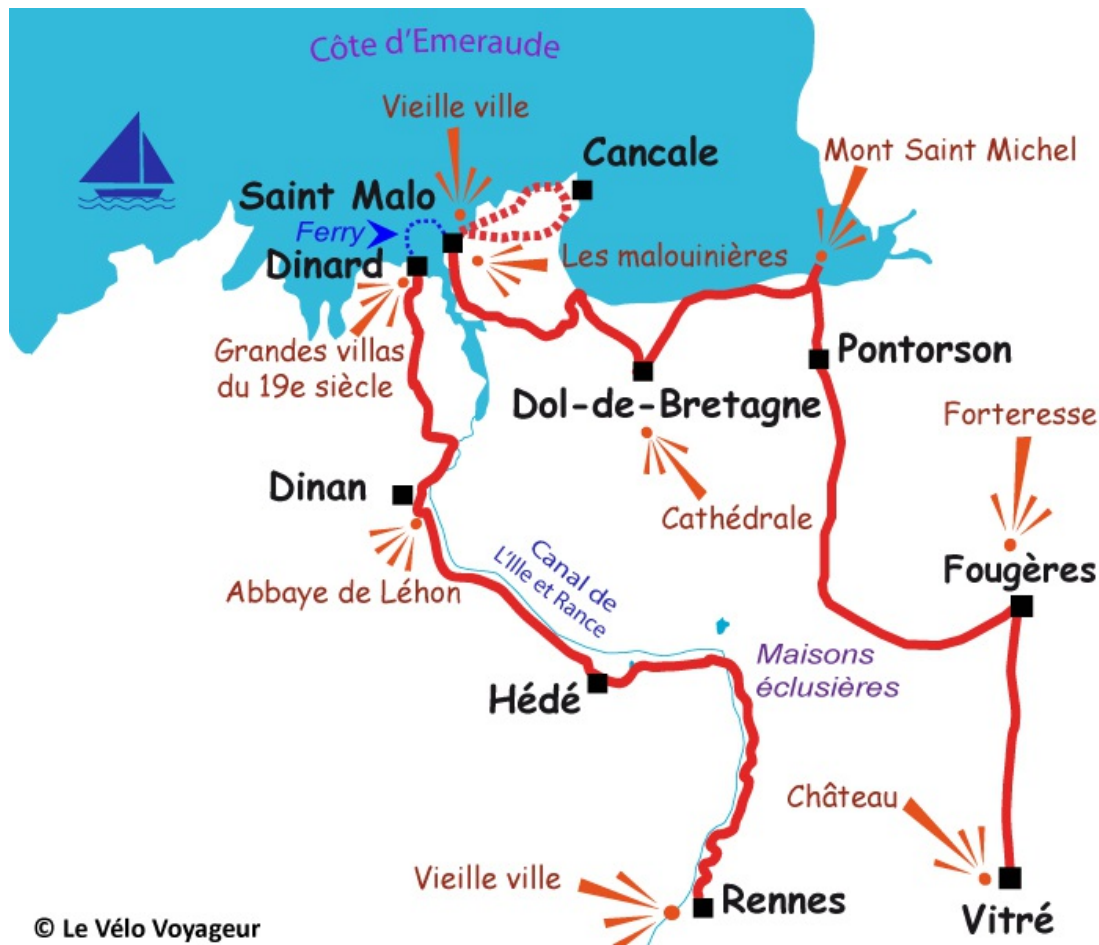 Côte d'Emeraude
Vieille ville
Cancale
Mont Saint Michel
Saint Malo
Ferry
Dinard
Les malouinières
Grandes villas
du 19e siècle
Pontorson
Dol-de-Bretagne
Forteresse
Dinan
Cathédrale
Abbaye de Léhon
Canal de
L'Ille et Rance
Fougères
Maisons
éclusières
Hédé
Château
Vieille ville
Rennes
Vitré
© Le Vélo Voyageur